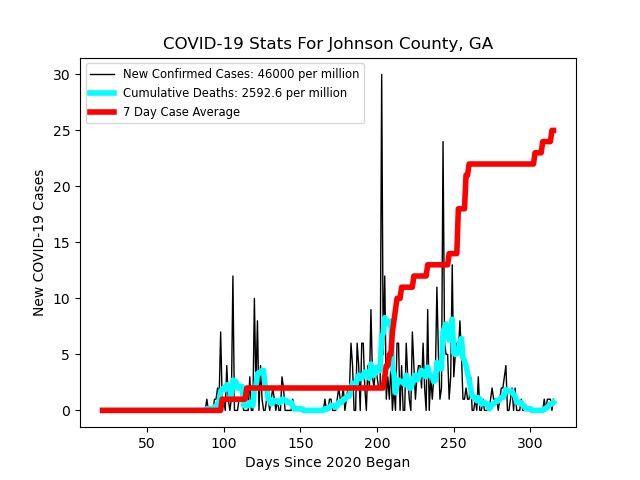 COVID-19 Stats For Johnson County, GA
New Confirmed Cases: 46000 per million
Cumulative Deaths: 2592.6 per million
7 Day Case Average
30
25
20
15
10
5
0
New COVID-19 Cases
50 100 150 200 250 300
Days Since 2020 Began